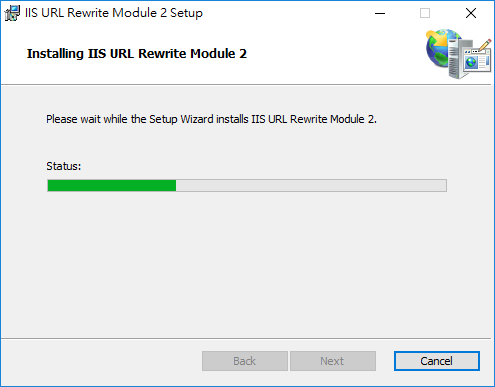 IIS URL Rewrite Module 2 Setup
Installing IIS URL Rewrite Module 2
Please wait while the Setup Wizard installs IIS URL Rewrite Module 2.
Status:
Back Next Cancel